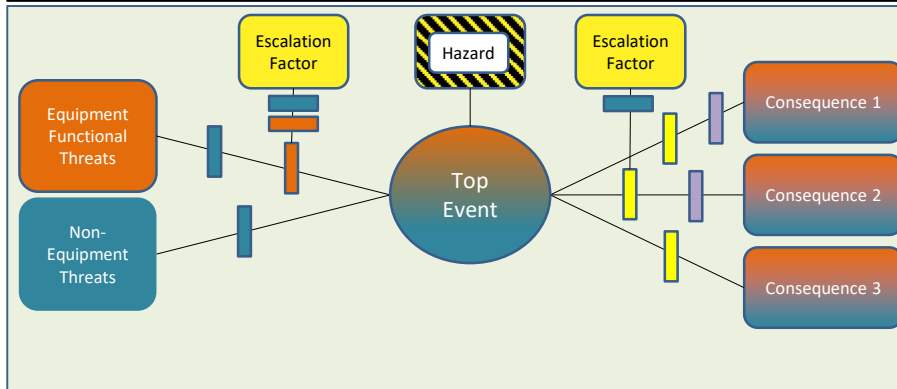 Escalation
Factor
Hazard
Escalation
Factor
Equipment
Functional
Threats
Consequence 1
Top
Event
Consequence 2
Non-
Equipment
Threats
Consequence 3